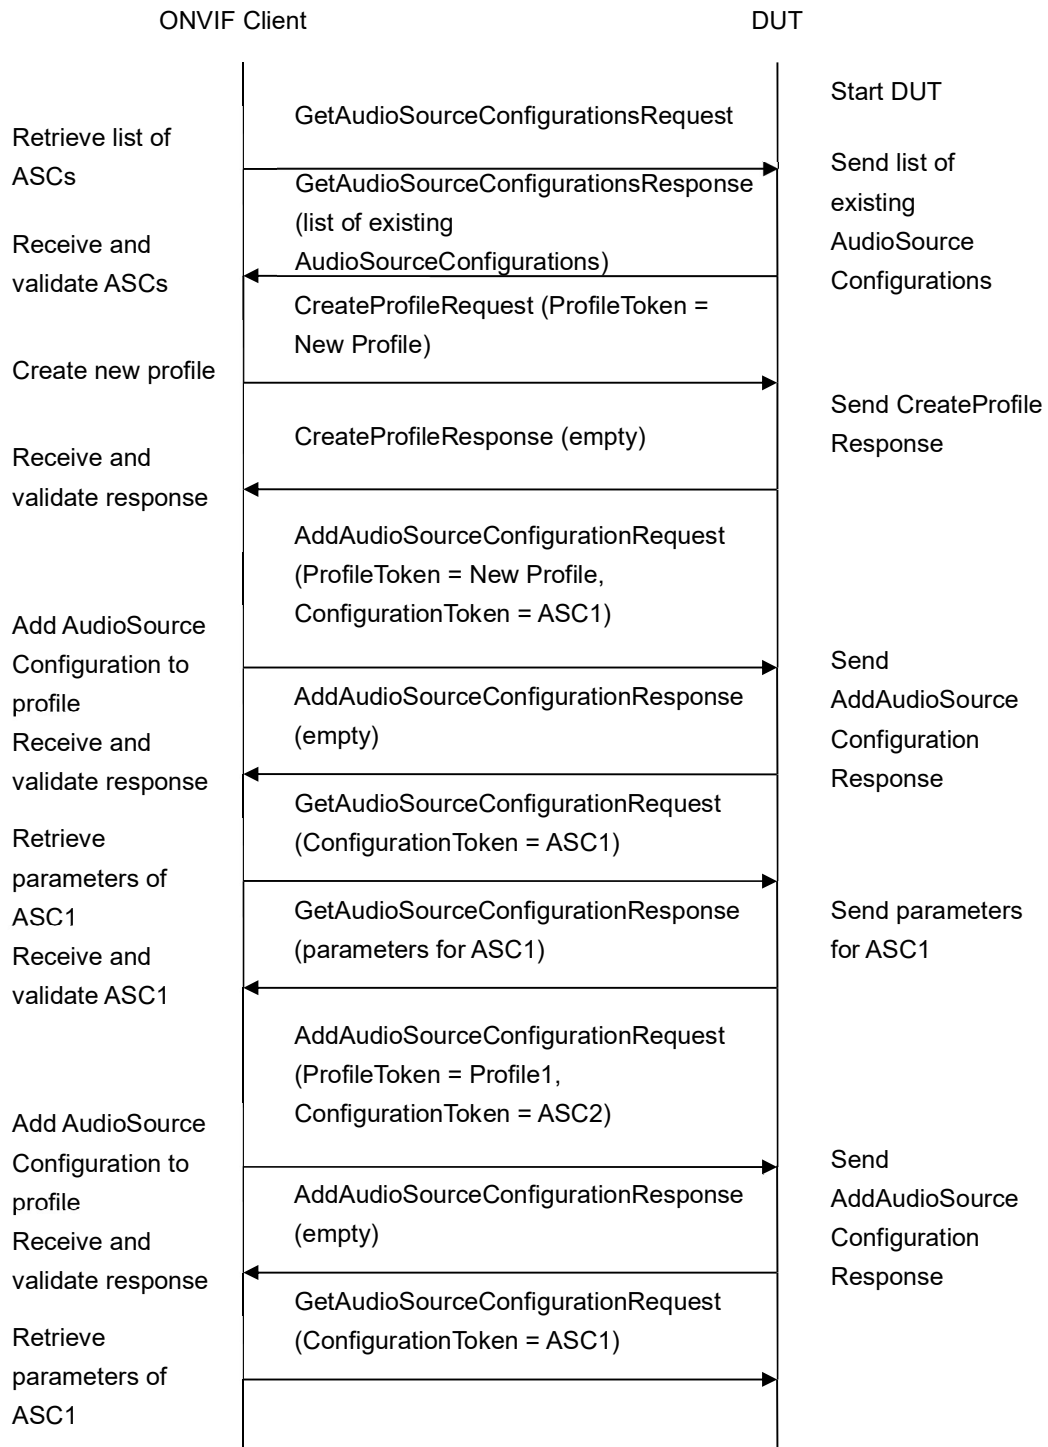 ONVIF Client
DUT
Start DUT
GetAudioSourceConfigurationsRequest
Retrieve list of
ASCs
Send list of
existing
AudioSource
Configurations
GetAudioSourceConfigurationsResponse
(list of existing
AudioSourceConfigurations)
Receive and
validate ASCs
CreateProfileRequest (ProfileToken =
New Profile)
Create new profile
Send CreateProfile
Response
CreateProfileResponse (empty)
Receive and
validate response
AddAudioSourceConfigurationRequest
(ProfileToken = New Profile,
ConfigurationToken = ASC1)
Add AudioSource
Configuration to
profile
Send
AddAudioSource
Configuration
Response
AddAudioSourceConfigurationResponse
(empty)
Receive and
validate response
GetAudioSourceConfigurationRequest
(ConfigurationToken = ASC1)
Retrieve
parameters of
ASC1
GetAudioSourceConfigurationResponse
(parameters for ASC1)
Send parameters
for ASC1
Receive and
validate ASC1
AddAudioSourceConfigurationRequest
(ProfileToken = Profile1,
ConfigurationToken = ASC2)
Add AudioSource
Configuration to
profile
Send
AddAudioSource
Configuration
Response
AddAudioSourceConfigurationResponse
(empty)
Receive and
validate response
GetAudioSourceConfigurationRequest
(ConfigurationToken = ASC1)
Retrieve
parameters of
ASC1